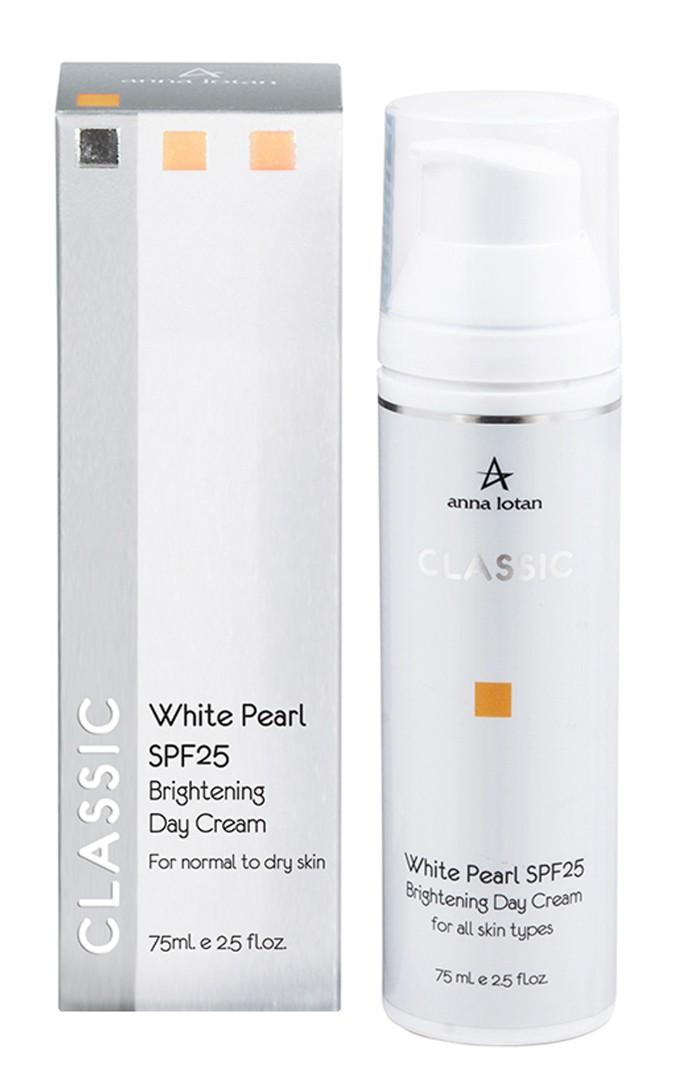 anna lotan
CLASSIC
White Pearl
SPF25
Brightening
Day Cream
For normal to dry skin
75ml. e 2.5 fl.oz.
anna lotan
CLASSIC
White Pearl SPF25
Brightening Day Cream
for all skin types
75 ml. e 2.5 fl.oz.